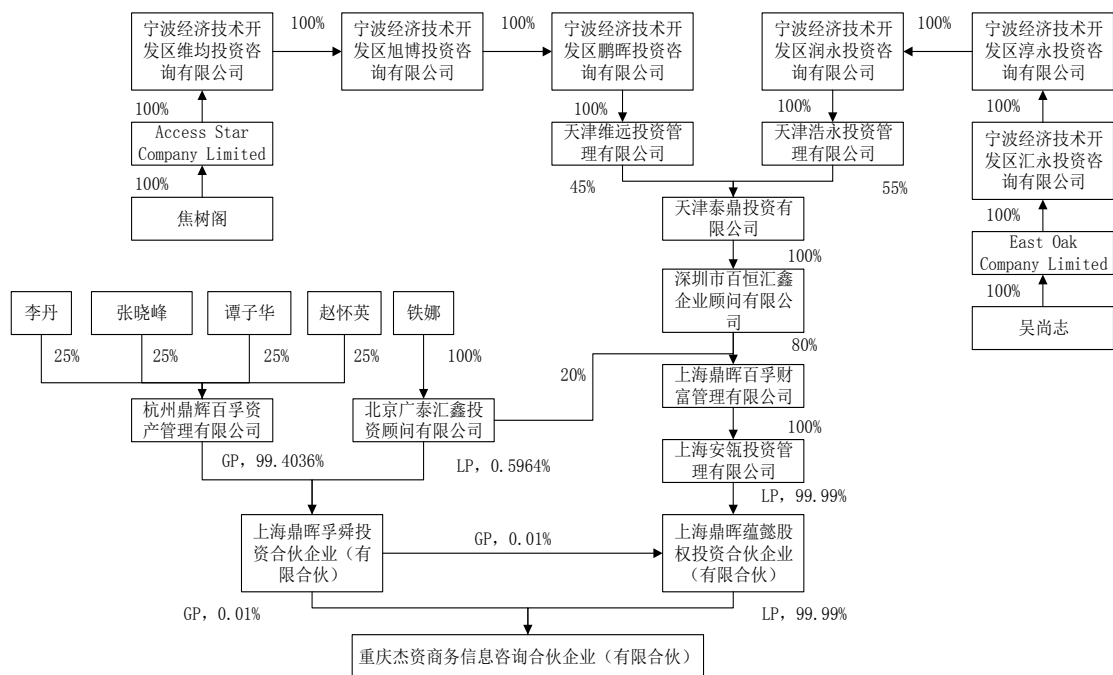 宁波经济技术开
发区维均投资咨
询有限公司
100%
宁波经济技术开
发区旭博投资咨
询有限公司
100%
宁波经济技术开
发区鹏晖投资咨
询有限公司
宁波经济技术开
发区润永投资咨
询有限公司
100%
宁波经济技术开
发区淳永投资咨
询有限公司
100%
100%
100%
100%
Access Star
Company Limited
天津维远投资管
理有限公司
天津浩永投资管
理有限公司
宁波经济技术开
发区汇永投资咨
询有限公司
100%
45%
55%
焦树阁
天津泰鼎投资有
限公司
100%
East Oak
Company Limited
100%
深圳市百恒汇鑫
企业顾问有限公
司
100%
吴尚志
李丹
张晓峰
谭子华
赵怀英
铁娜
25%
25%
25%
25%
100%
80%
20%
上海鼎晖百孚财
富管理有限公司
杭州鼎辉百孚资
产管理有限公司
北京广泰汇鑫投
资顾问有限公司
100%
上海安瓴投资管
理有限公司
GP，99.4036%
LP，0.5964%
LP，99.99%
上海鼎晖孚舜投
资合伙企业（有
限合伙）
GP，0.01%
上海鼎晖蕴懿股
权投资合伙企业
（有限合伙）
GP，0.01%
LP，99.99%
重庆杰资商务信息咨询合伙企业（有限合伙）